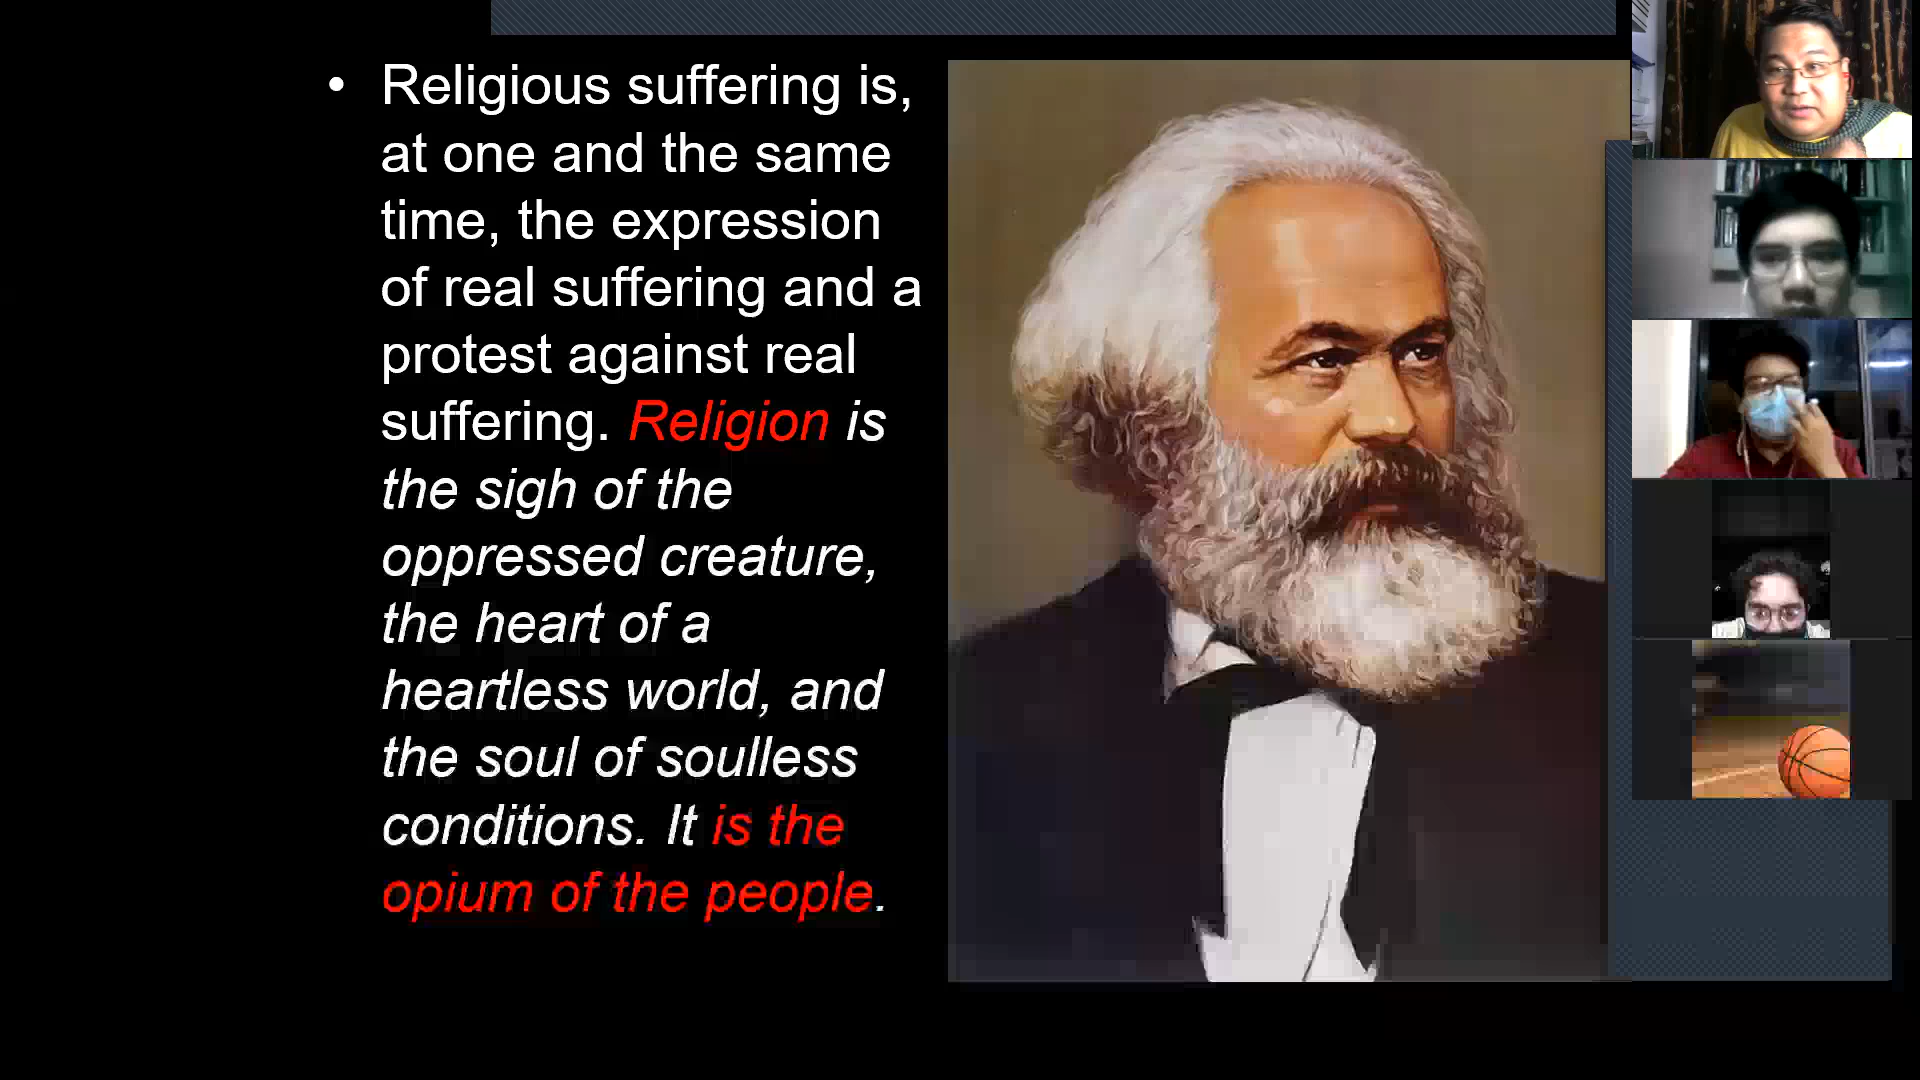 • Religious suffering is,
at one and the same
time, the expression
of real suffering and a
protest against real
suffering. Religion is
the sigh of the
oppressed creature,
the heart of a
heartless world, and
the soul of soulless
conditions. It is the
opium of the people.